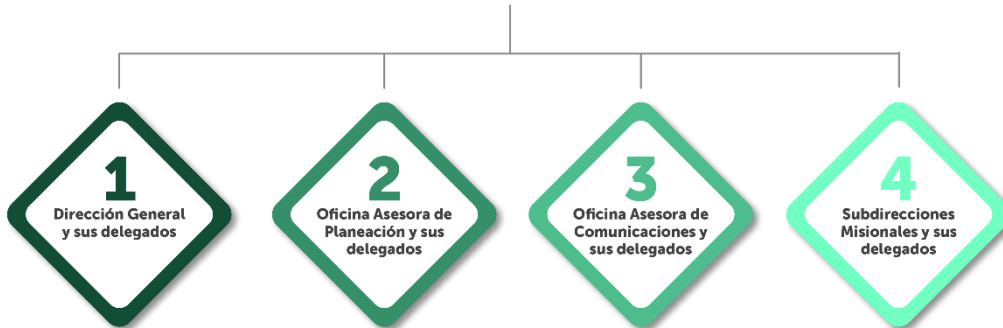 1
Dirección General
y sus delegados
2
Oficina Asesora de
Planeación y sus
delegados
3
Oficina Asesora de
Comunicaciones y
sus delegados
4
Subdirecciones
Misionales y sus
delegados